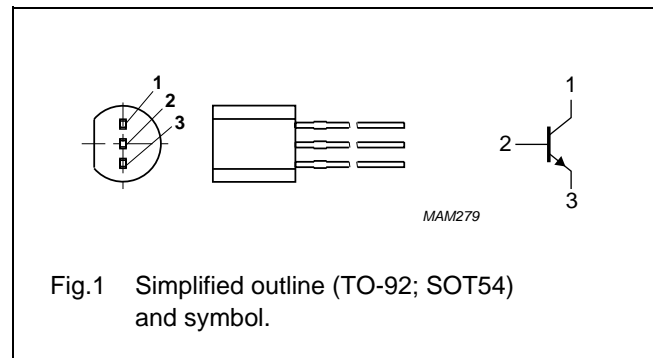 1
2
3
1
2
3
MAM279
Fig.1 Simplified outline (TO-92; SOT54)
and symbol.